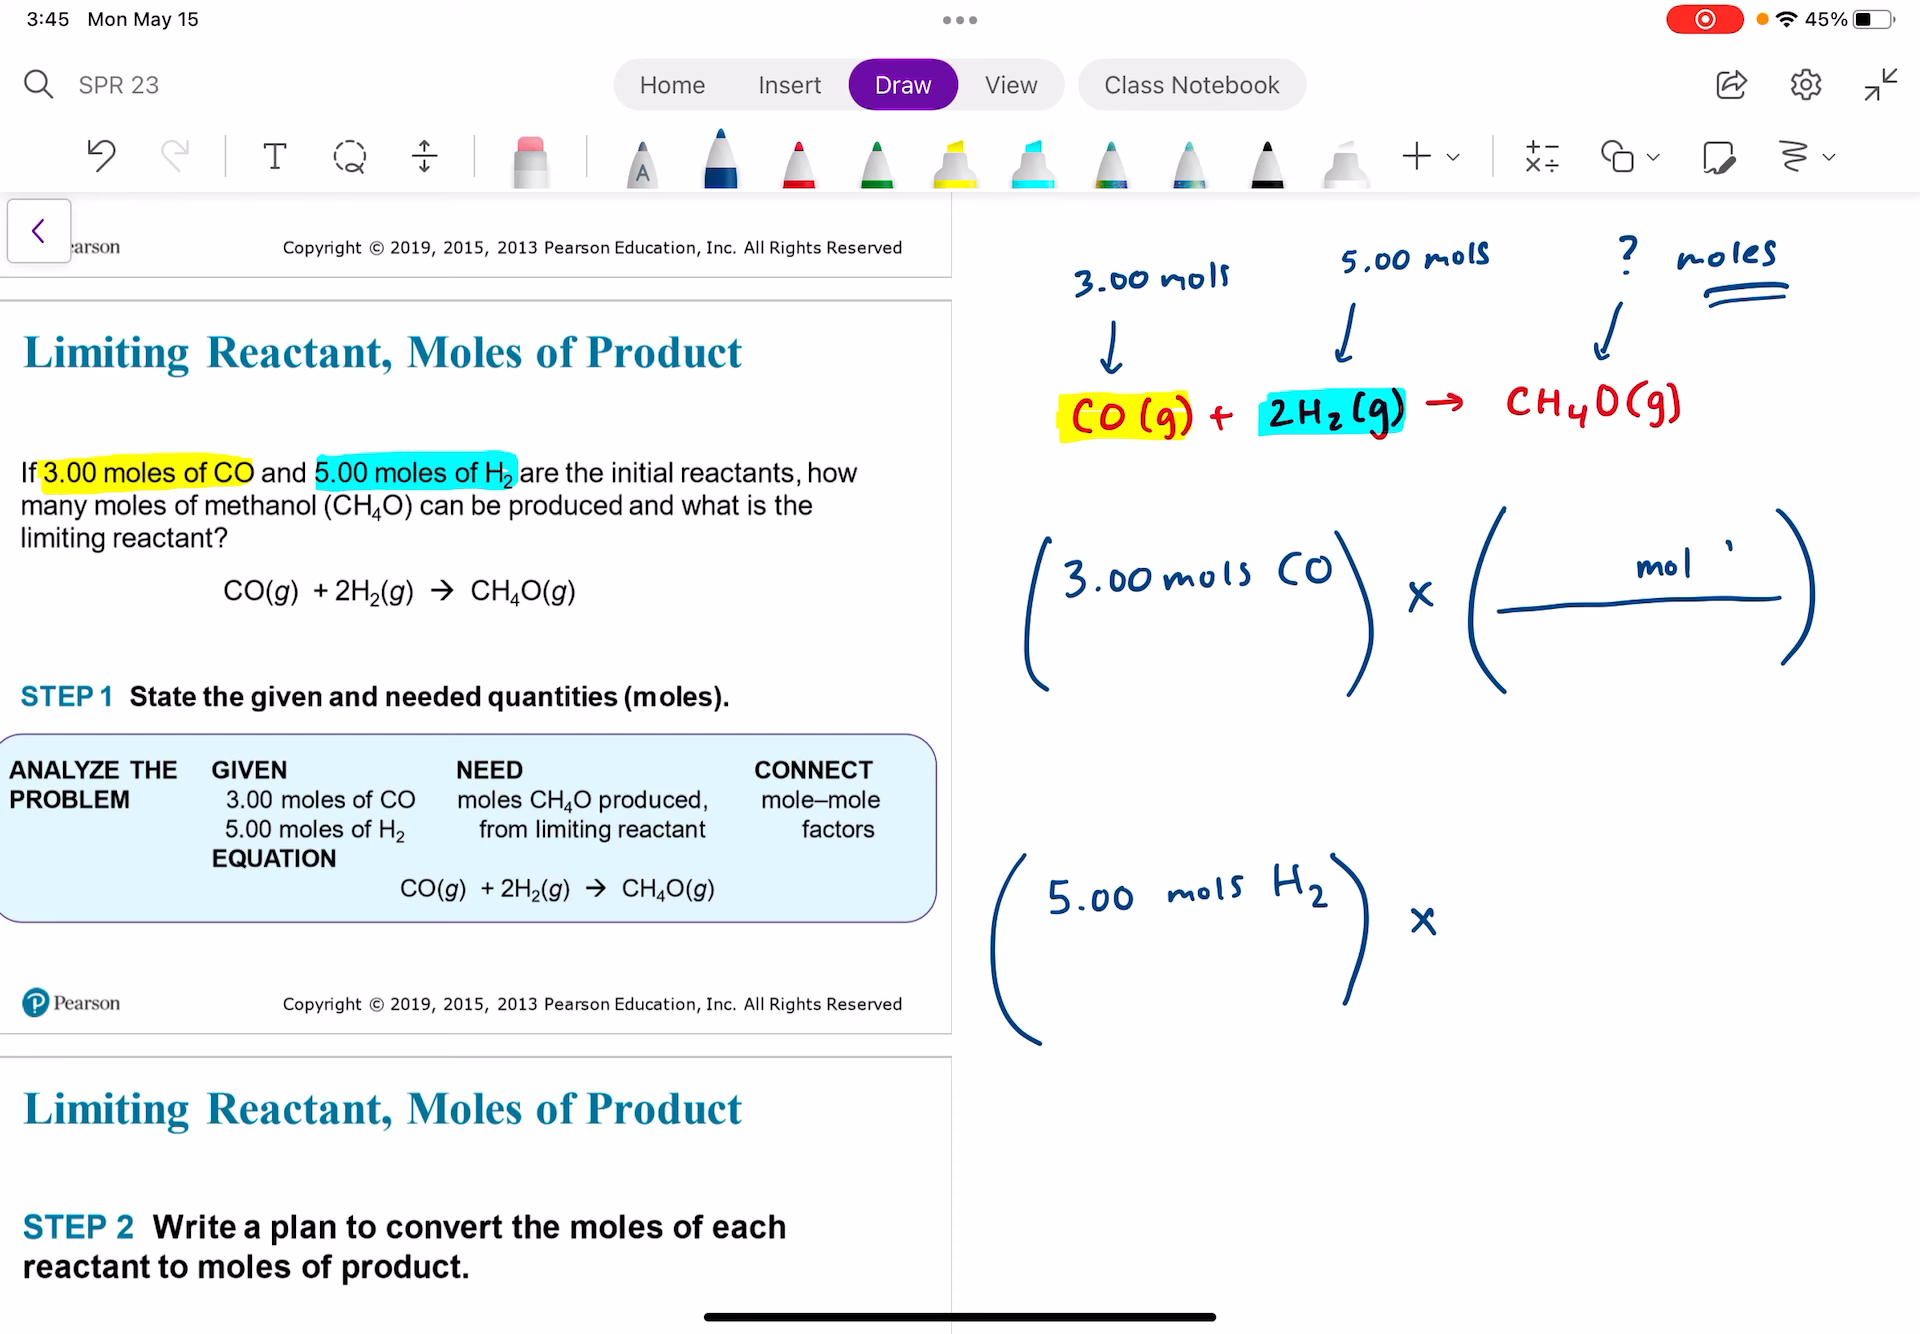 3:45 Mon May 15
45%
SPR 23
Home Insert Draw View Class Notebook
T
A
earson
Copyright © 2019, 2015, 2013 Pearson Education, Inc. All Rights Reserved
Limiting Reactant, Moles of Product
If 3.00 moles of CO and 5.00 moles of H₂ are the initial reactants, how
many moles of methanol (CH₄O) can be produced and what is the
limiting reactant?
CO(g) + 2H₂(g) → CH₄O(g)
STEP 1 State the given and needed quantities (moles).
ANALYZE THE PROBLEM
GIVEN
3.00 moles of CO
5.00 moles of H₂
NEED
moles CH₄O produced,
from limiting reactant
CONNECT
mole–mole
factors
EQUATION
CO(g) + 2H₂(g) → CH₄O(g)
Pearson
Copyright © 2019, 2015, 2013 Pearson Education, Inc. All Rights Reserved
Limiting Reactant, Moles of Product
STEP 2 Write a plan to convert the moles of each
reactant to moles of product.
3.00 mols 5.00 mols ? moles
CO(g) + 2H₂(g) → CH₄O(g)
(3.00 mols CO) × ( mol )
(5.00 mols H₂) ×